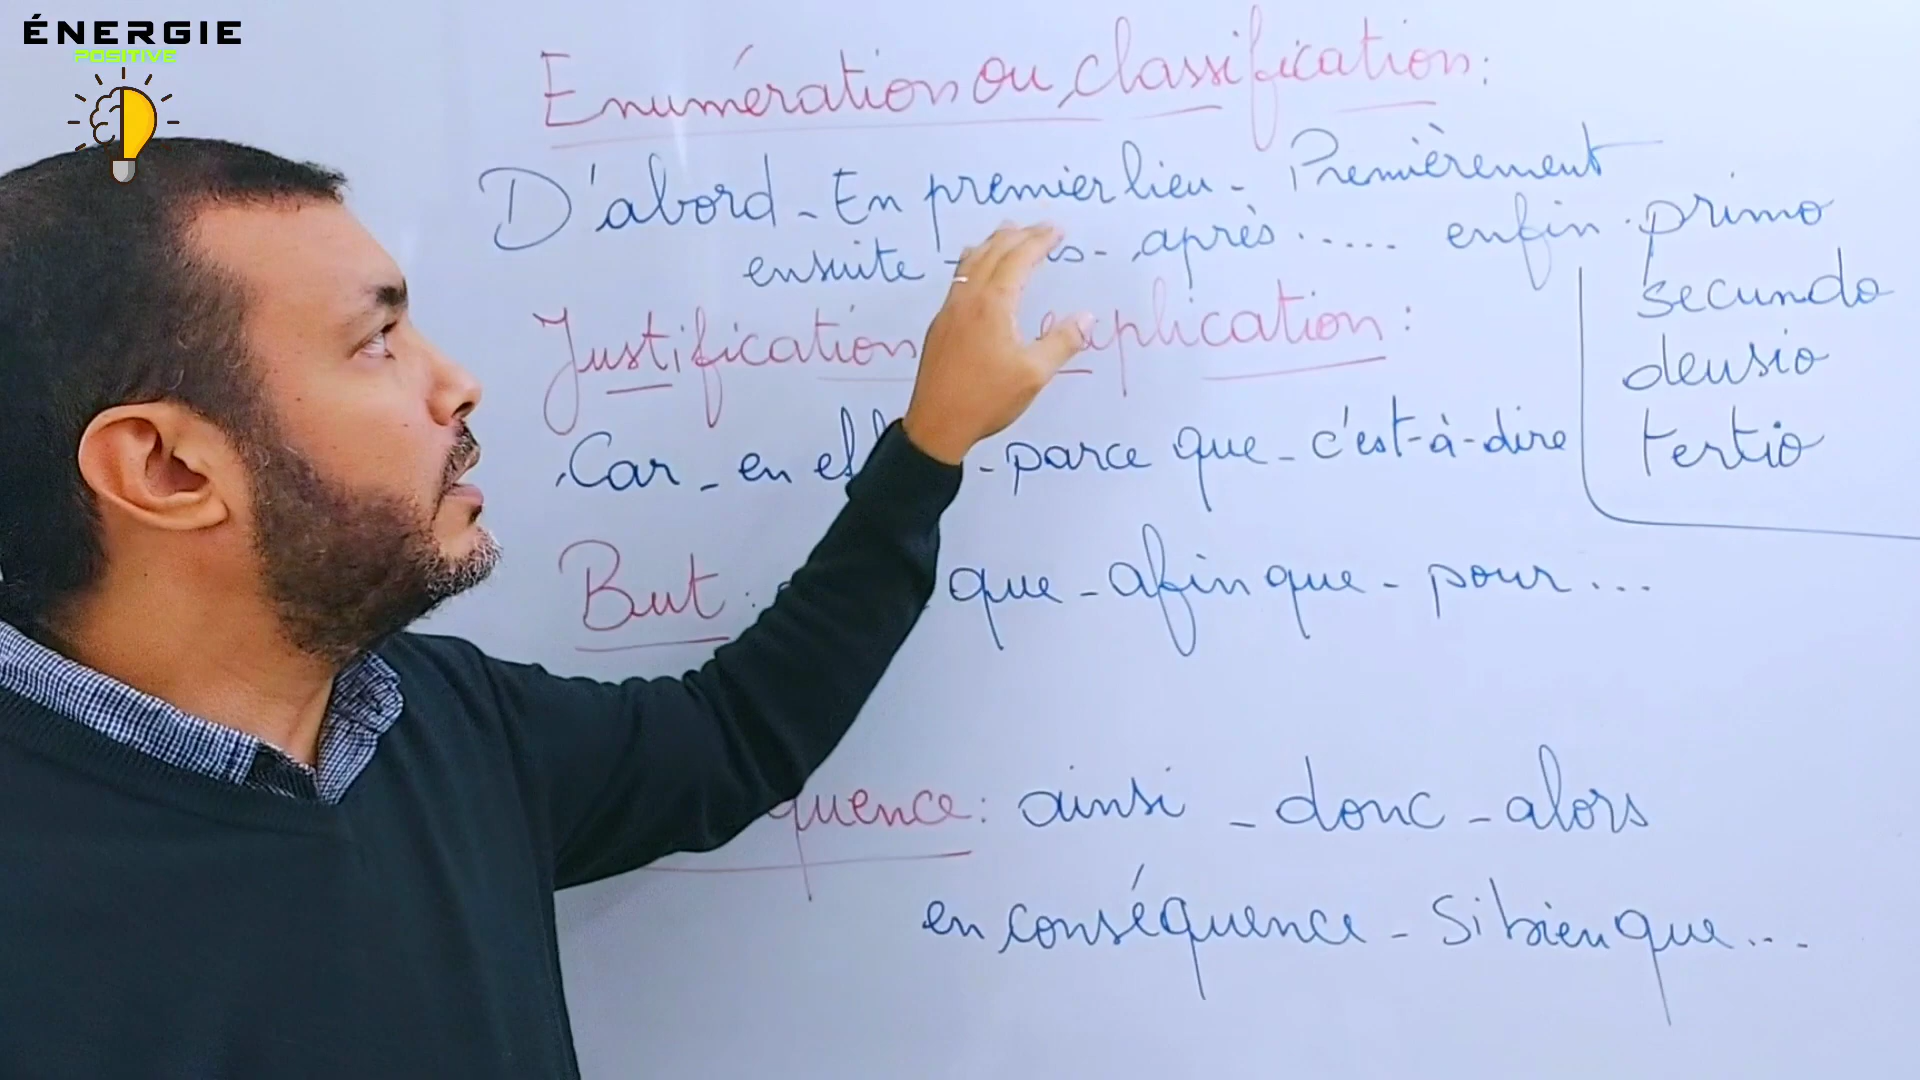 ÉNERGIE
POSITIVE
Enumération ou classification :
D'abord - En premier lieu - Premièrement
ensuite - - après ..... enfin . primo
secundo
deusio
tertio
Justification explication :
Car - en - parce que - c'est-à-dire
But : que - afin que - pour ...
quence : ainsi - donc - alors
en conséquence - Si bien que ...